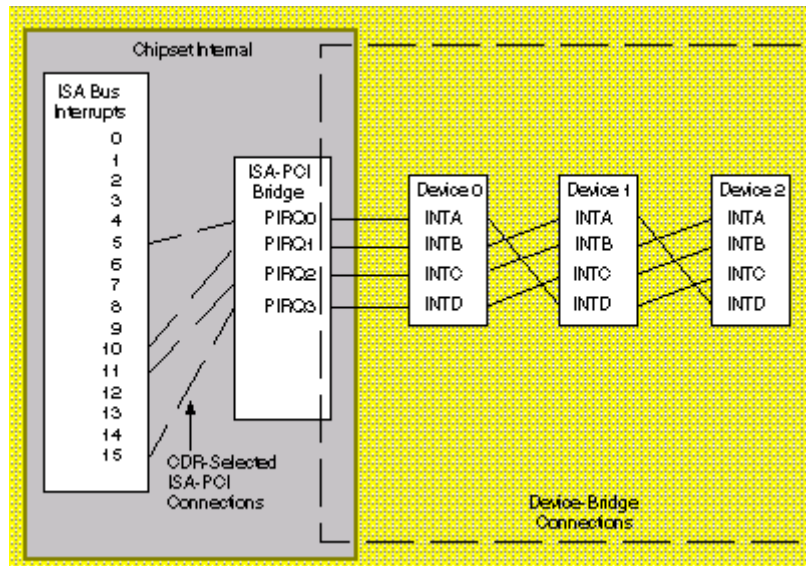 Chipset Internal
ISA Bus
Interrupts
0
1
2
3
4
5
6
7
8
9
10
11
12
13
14
15
ISA-PCI
Bridge
PIRQ0
PIRQ1
PIRQ2
PIRQ3
CDR-Selected
ISA-PCI
Connections
Device 0
INTA
INTB
INTC
INTD
Device 1
INTA
INTB
INTC
INTD
Device 2
INTA
INTB
INTC
INTD
Device-Bridge
Connections